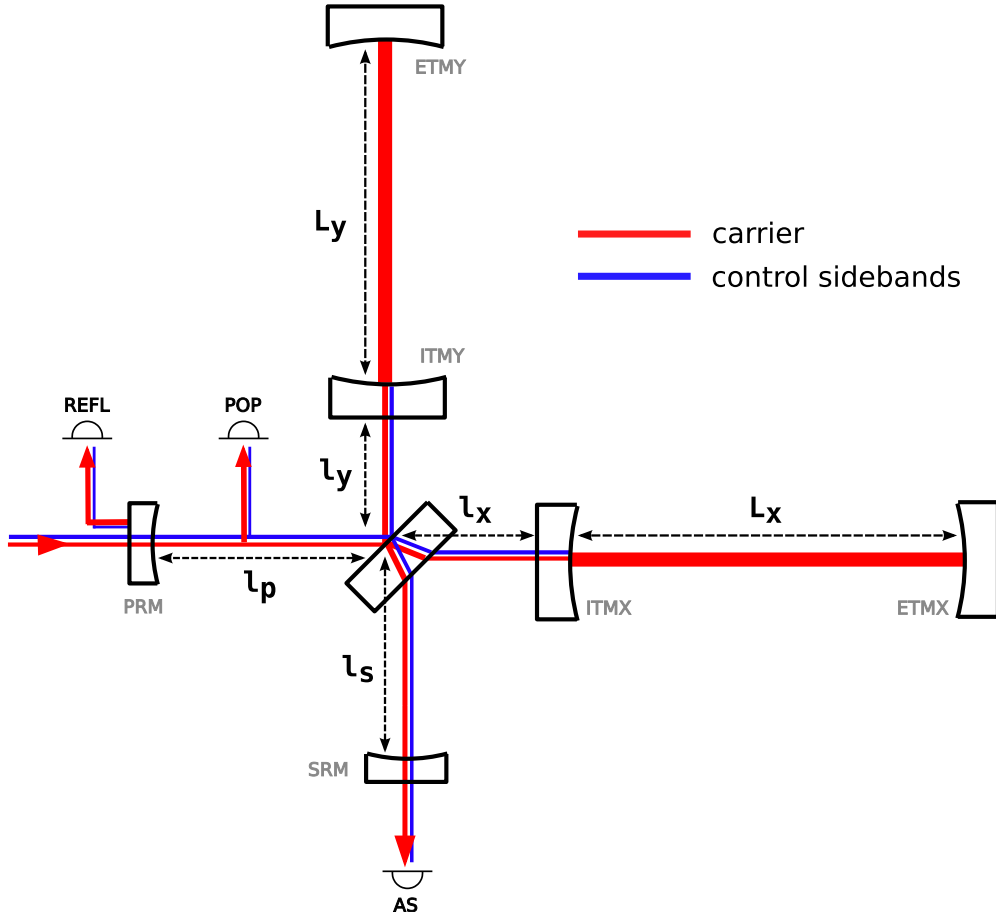 ETMY
Ly
carrier
control sidebands
ITMY
REFL
POP
ly
lx
Lx
lp
PRM
ITMX
ETMX
ls
SRM
AS